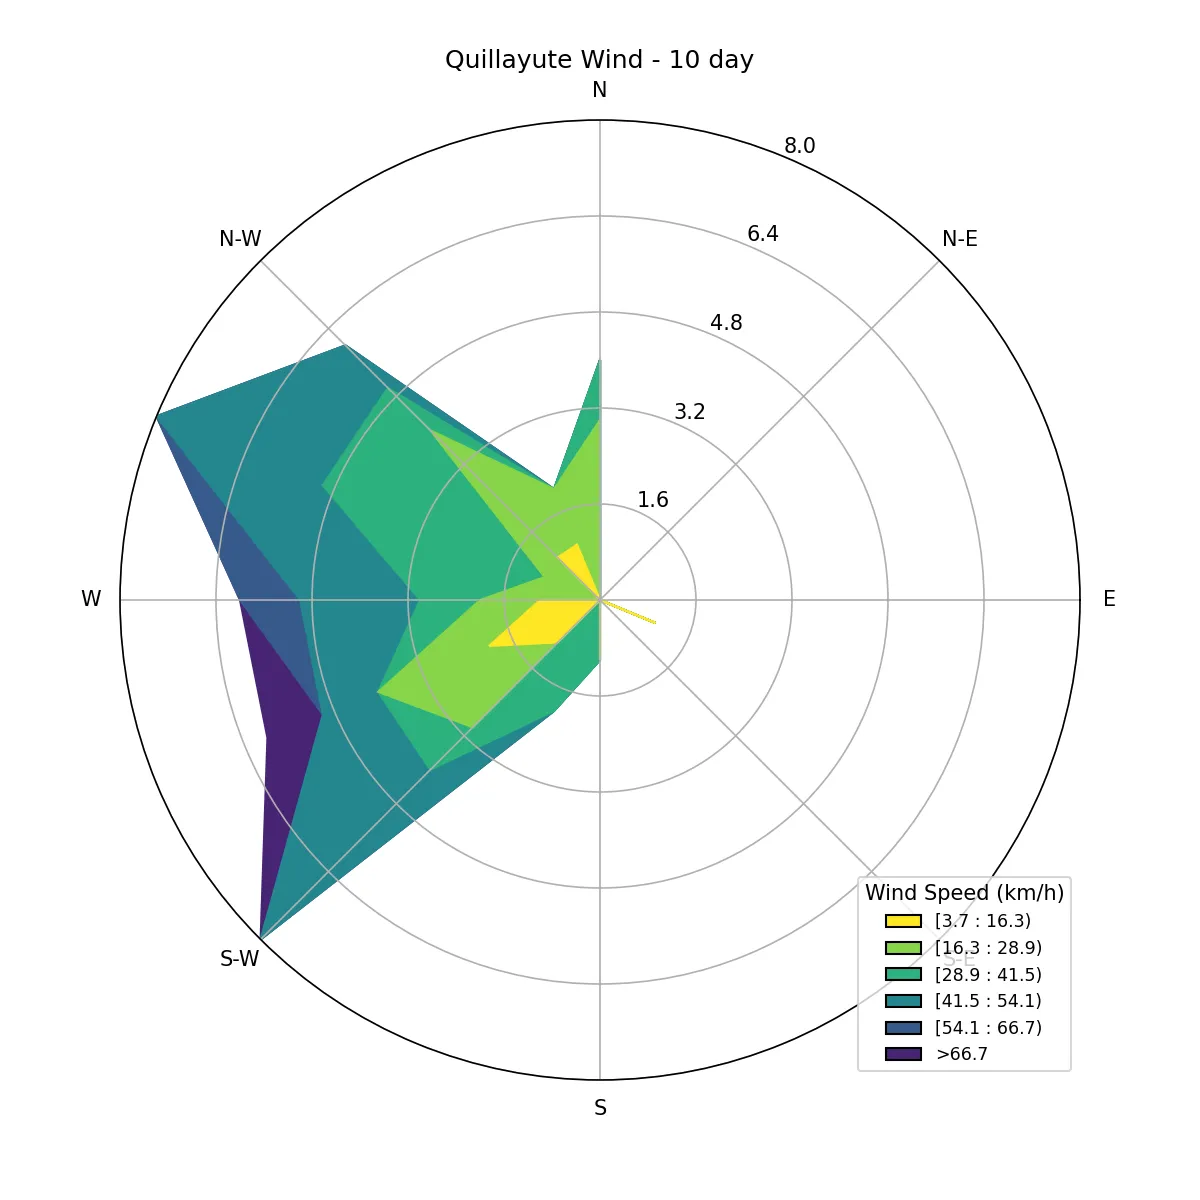 Quillayute Wind - 10 day
N
8.0
N-W
6.4
N-E
4.8
3.2
1.6
W
E
S-W
S-E
Wind Speed (km/h)
[3.7 : 16.3)
[16.3 : 28.9)
[28.9 : 41.5)
[41.5 : 54.1)
[54.1 : 66.7)
>66.7
S